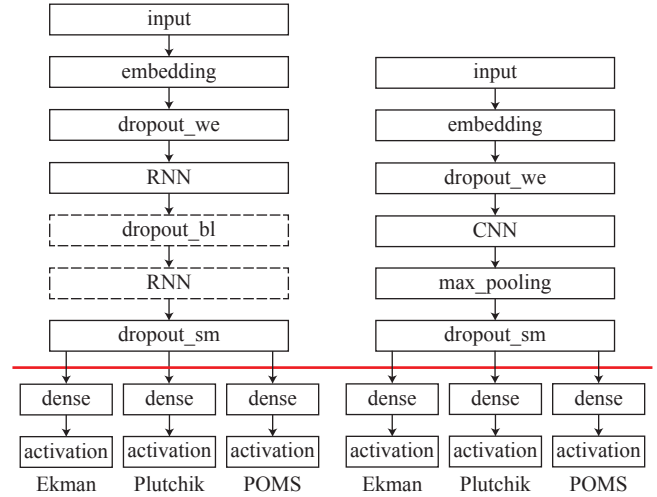 input
embedding
dropout_we
RNN
dropout_bl
RNN
dropout_sm
dense dense dense
activation activation activation
Ekman Plutchik POMS
input
embedding
dropout_we
CNN
max_pooling
dropout_sm
dense dense dense
activation activation activation
Ekman Plutchik POMS